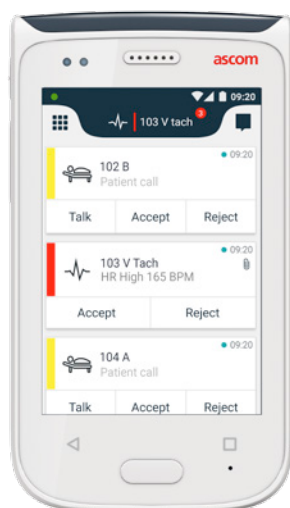 ascom
09:20
103 V tach
3
09:20
102 B
Patient call
Talk Accept Reject
09:20
103 V Tach
HR High 165 BPM
Accept Reject
09:20
104 A
Patient call
Talk Accept Reject